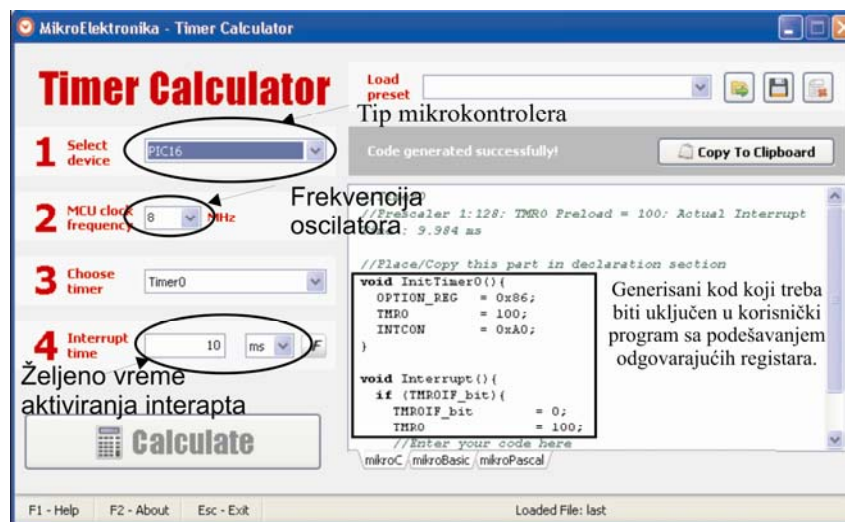 MikroElektronika - Timer Calculator
Timer Calculator
Load preset
Tip mikrokontrolera
1 Select device
PIC16
Code generated successfully!
Copy To Clipboard
2 MCU clock frequency
8
MHz
Frekvencija
oscilatora
//Prescaler 1:128; TMR0 Preload = 100; Actual Interrupt
: 9.984 ms
3 Choose timer
Timer0
//Place/Copy this part in declaration section
void InitTimer0(){
OPTION_REG = 0x86;
TMR0 = 100;
INTCON = 0xA0;
}
void Interrupt(){
if (TMR0IF_bit){
TMR0IF_bit = 0;
TMR0 = 100;
//Enter your code here
Generisani kod koji treba
biti uključen u korisnički
program sa podešavanjem
odgovarajućih registara.
4 Interrupt time
10
ms
Željeno vreme
aktiviranja interapta
Calculate
mikroC mikroBasic mikroPascal
F1 - Help F2 - About Esc - Exit Loaded File: last